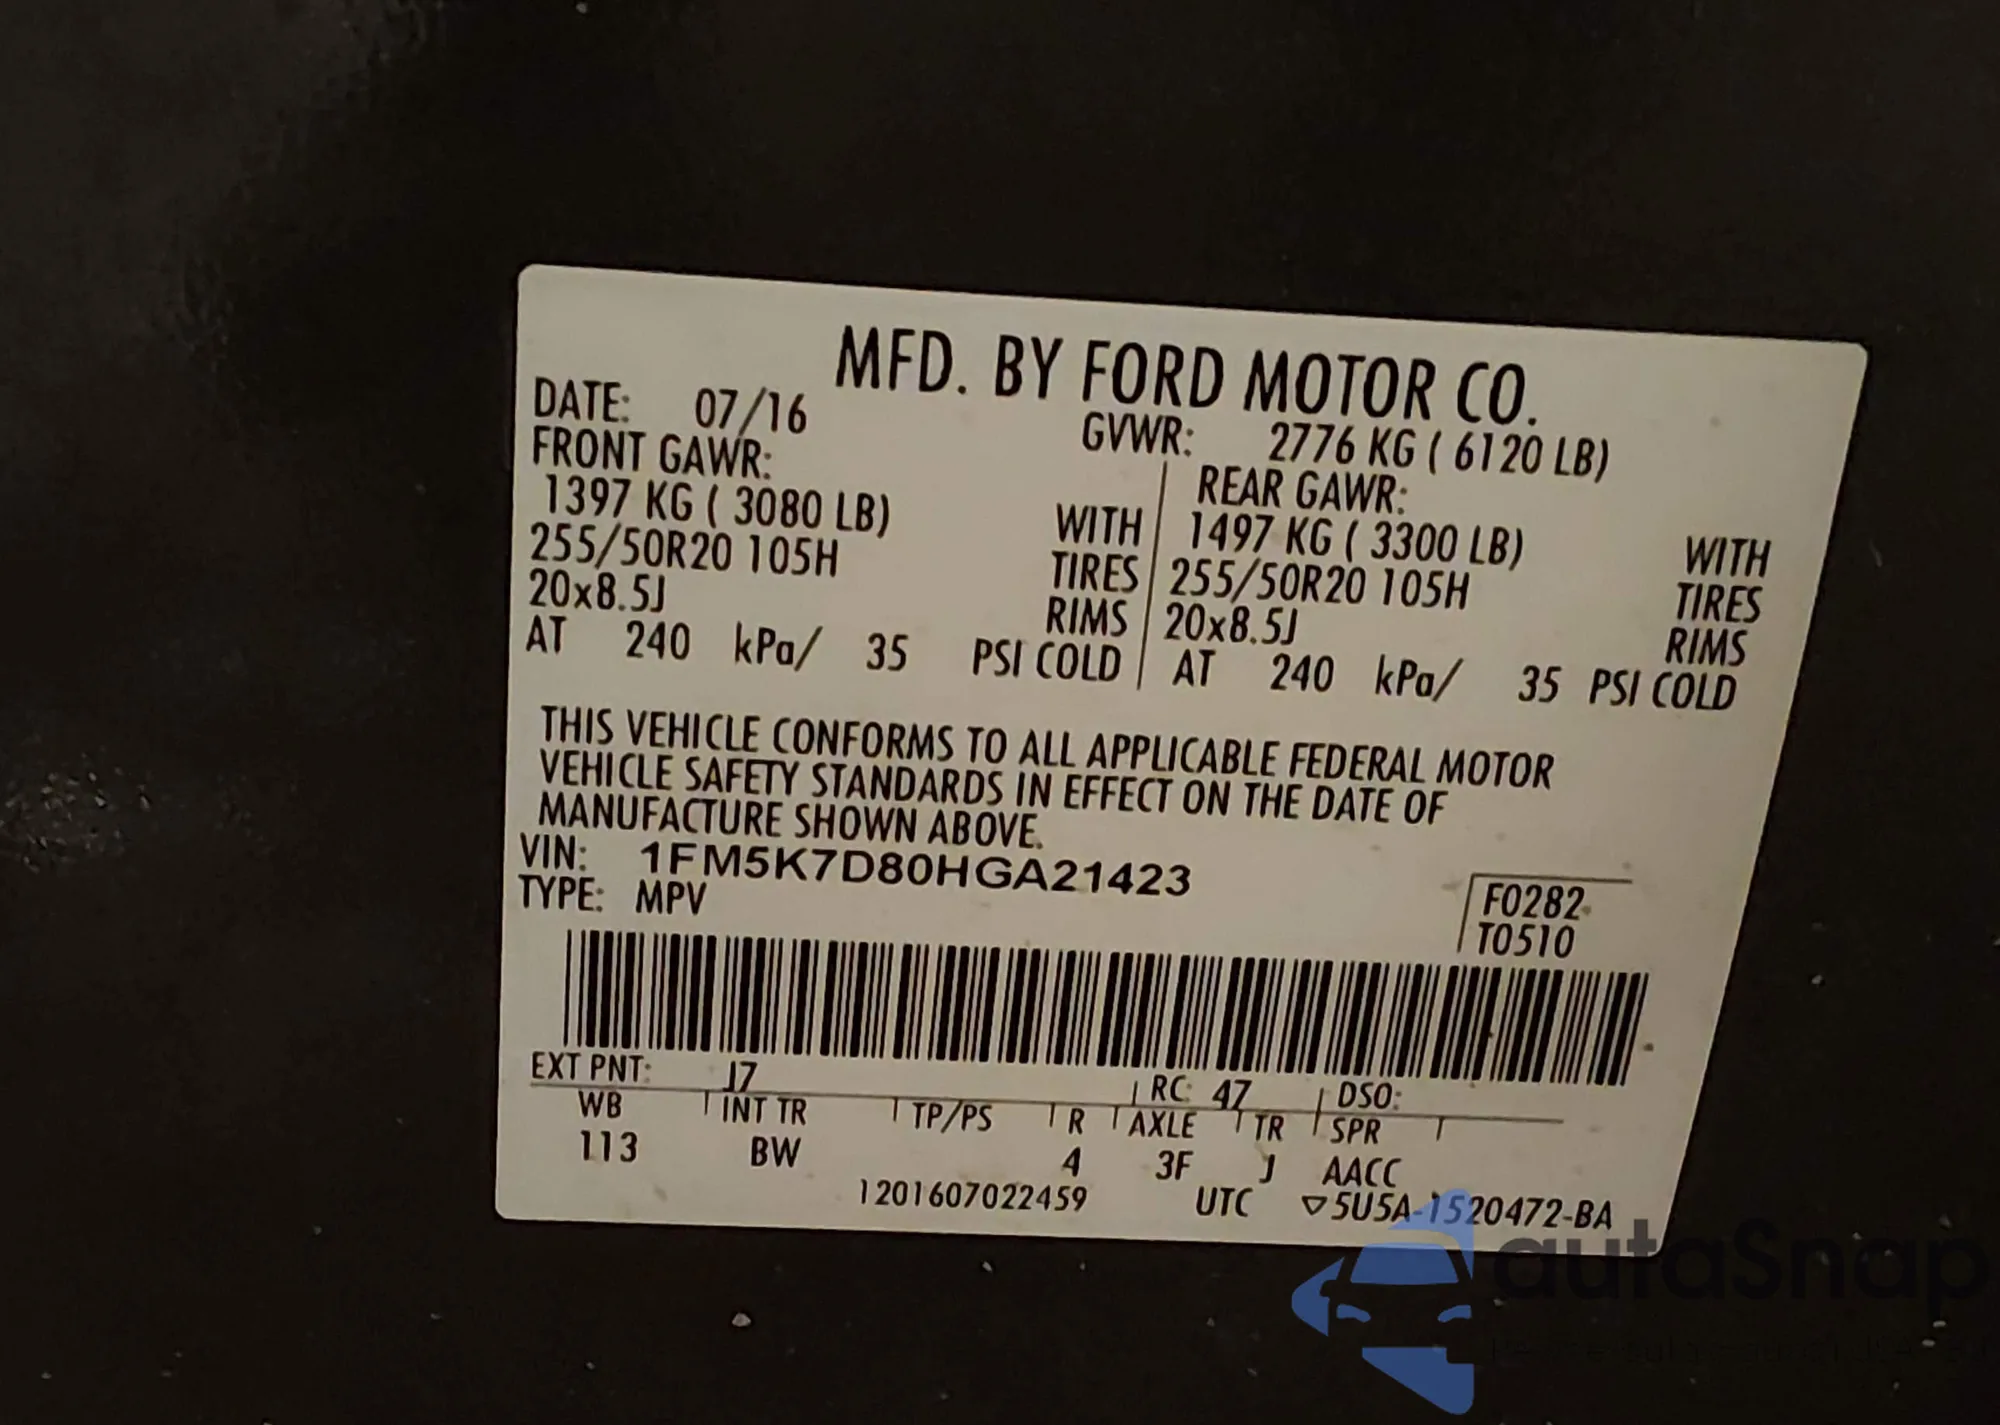 MFD. BY FORD MOTOR CO.
DATE: 07/16 GVWR: 2776 KG ( 6120 LB)
FRONT GAWR: REAR GAWR:
1397 KG ( 3080 LB) WITH 1497 KG ( 3300 LB) WITH
255/50R20 105H TIRES 255/50R20 105H TIRES
20x8.5J RIMS 20x8.5J RIMS
AT 240 kPa/ 35 PSI COLD AT 240 kPa/ 35 PSI COLD
THIS VEHICLE CONFORMS TO ALL APPLICABLE FEDERAL MOTOR
VEHICLE SAFETY STANDARDS IN EFFECT ON THE DATE OF
MANUFACTURE SHOWN ABOVE.
VIN: 1FM5K7D80HGA21423
TYPE: MPV F0282
T0510
EXT PNT: J7 RC: 47 DSO:
WB INT TR TP/PS R AXLE TR SPR
113 BW 4 3F J AACC
1201607022459 UTC ▽5U5A-1520472-BA
autoSnap